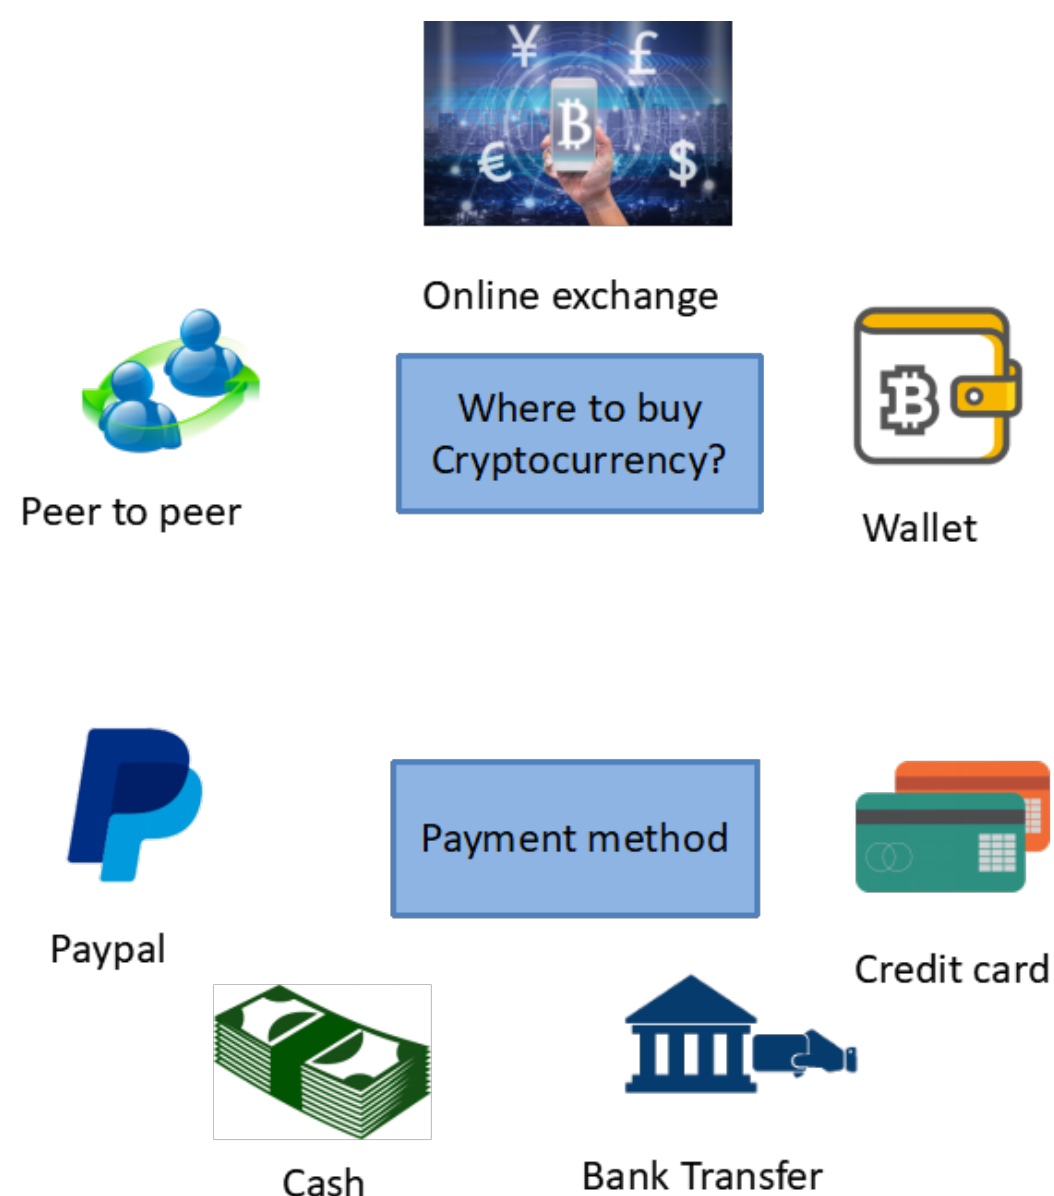 ¥ £
₿
€ $
Online exchange
Where to buy
Cryptocurrency?
₿
Peer to peer
Wallet
Payment method
Paypal
Credit card
Cash
Bank Transfer